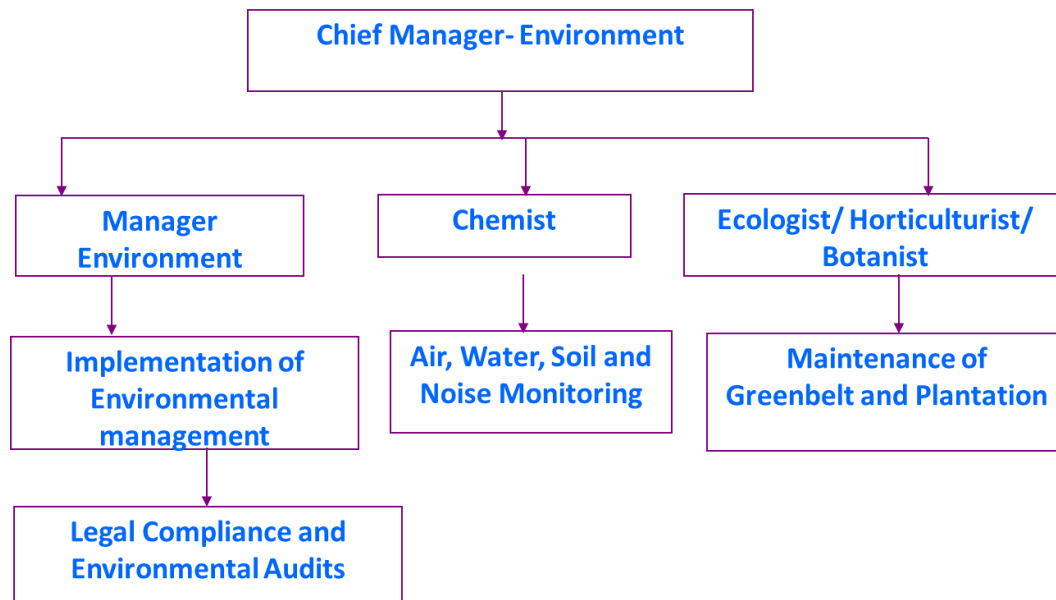 Chief Manager- Environment
Manager
Environment
Chemist
Ecologist/ Horticulturist/
Botanist
Implementation of
Environmental
management
Air, Water, Soil and
Noise Monitoring
Maintenance of
Greenbelt and Plantation
Legal Compliance and
Environmental Audits